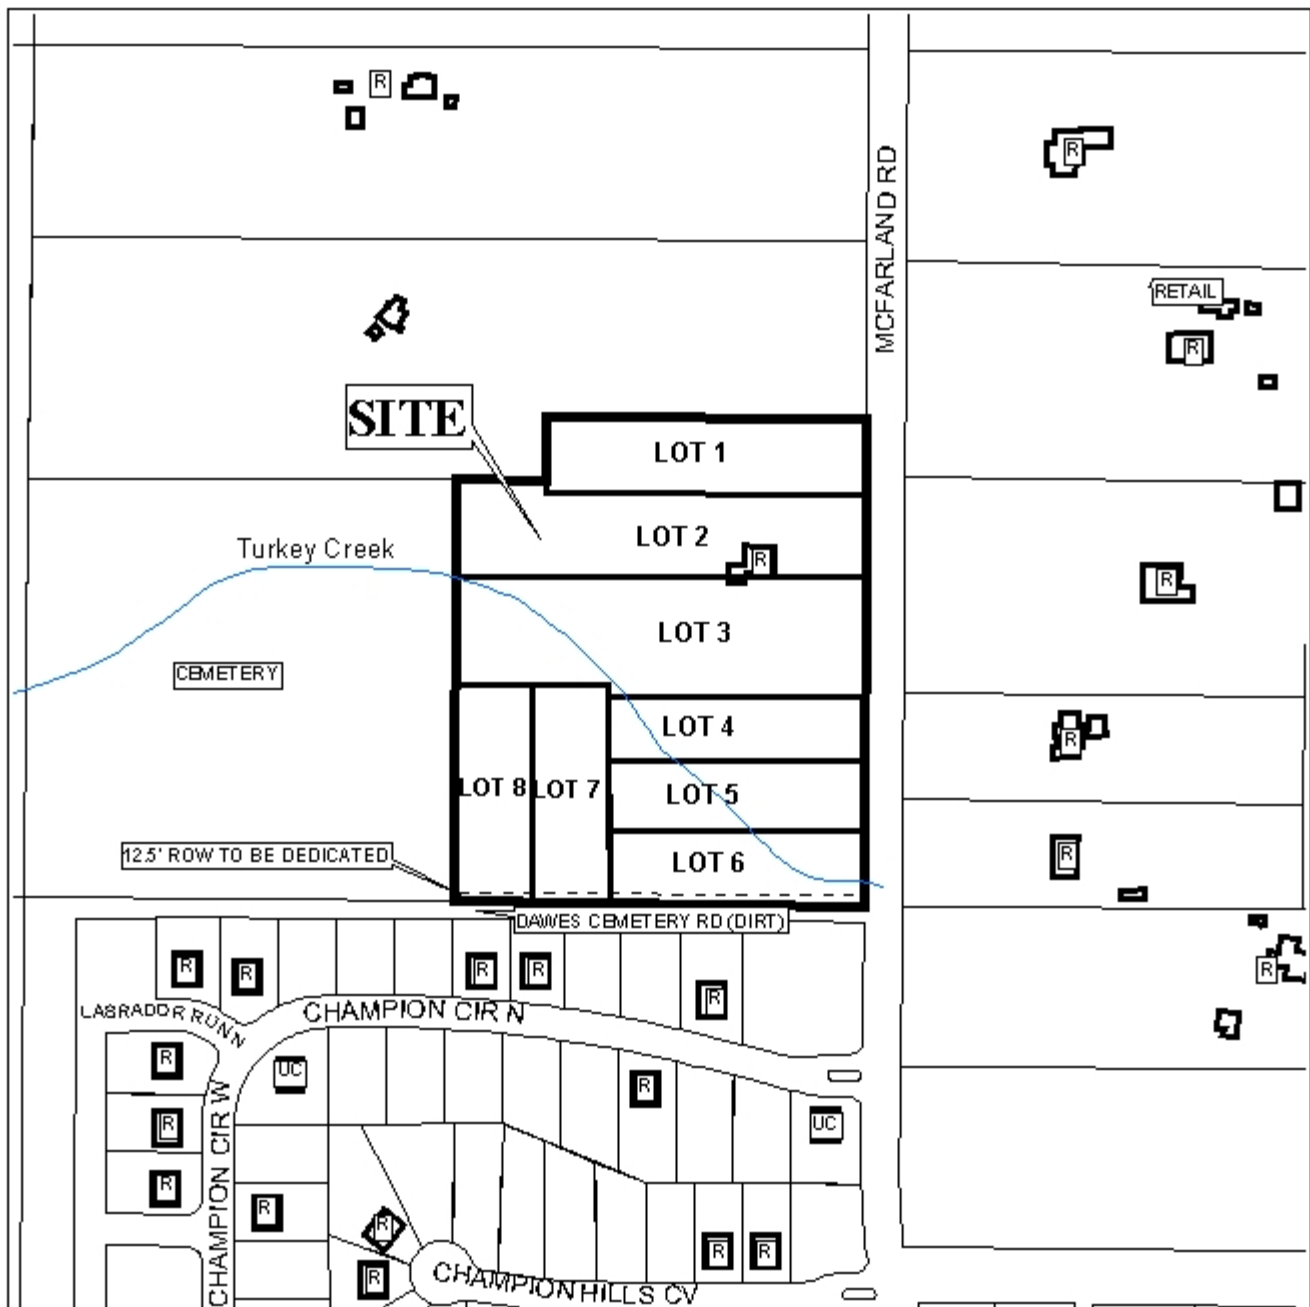 R
R
MCFARLAND RD
RETAIL
R
SITE
LOT 1
LOT 2
R
Turkey Creek
R
LOT 3
CEMETERY
LOT 4
R
LOT 8
LOT 7
LOT 5
12.5' ROW TO BE DEDICATED
LOT 6
R
DAWES CEMETERY RD (DIRT)
R
R
R
R
R
R
LABRADOR RUN N
CHAMPION CIR N
R
UC
R
CHAMPION CIR W
R
UC
R
R
R
R
R
R
CHAMPION HILLS CV